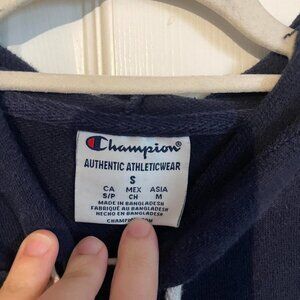 Champion
AUTHENTIC ATHLETICWEAR
S
CA MEX ASIA
S/P CH M
MADE IN BANGLADESH
FABRIQUÉ AU BANGLADESH
HECHO EN BANGLADESH